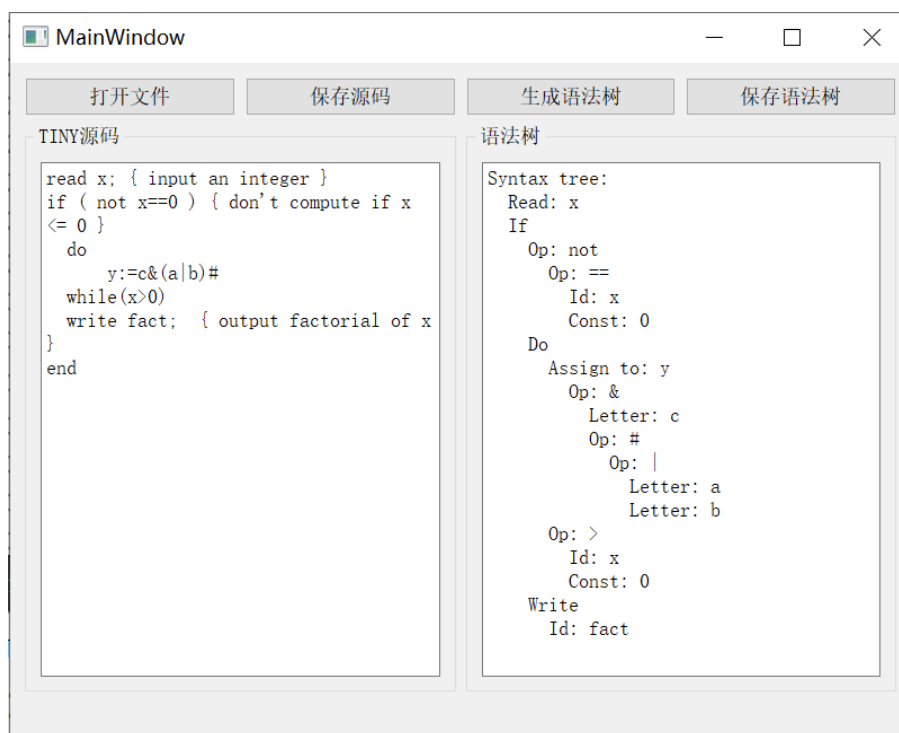 MainWindow
打开文件 保存源码 生成语法树 保存语法树
TINY源码
read x; { input an integer }
if ( not x==0 ) { don't compute if x
<= 0 }
  do
      y:=c&(a|b)#
  while(x>0)
  write fact;  { output factorial of x
}
end
语法树
Syntax tree:
  Read: x
  If
    Op: not
      Op: ==
        Id: x
        Const: 0
    Do
      Assign to: y
        Op: &
          Letter: c
          Op: #
            Op: |
              Letter: a
              Letter: b
      Op: >
        Id: x
        Const: 0
    Write
      Id: fact